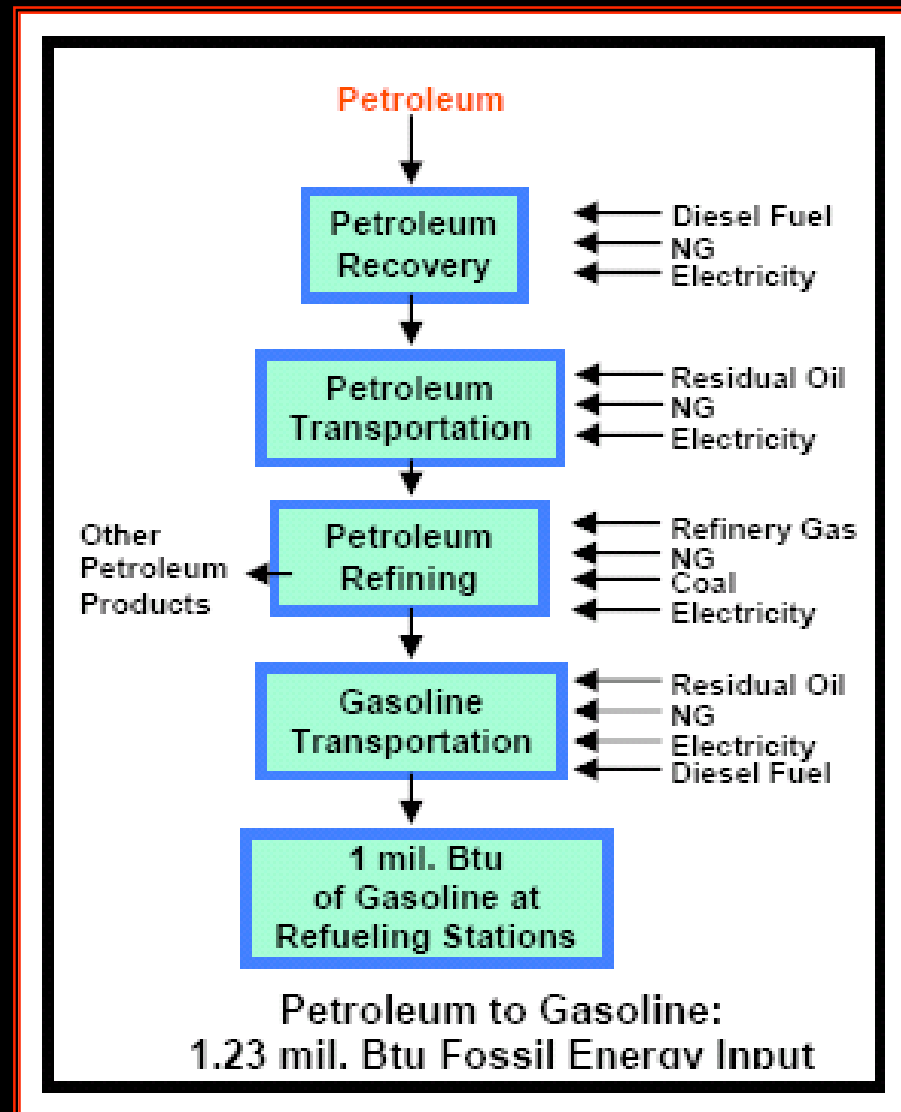 Petroleum
Petroleum
Recovery
Diesel Fuel
NG
Electricity
Petroleum
Transportation
Residual Oil
NG
Electricity
Other
Petroleum
Products
Petroleum
Refining
Refinery Gas
NG
Coal
Electricity
Gasoline
Transportation
Residual Oil
NG
Electricity
Diesel Fuel
1 mil. Btu
of Gasoline at
Refueling Stations
Petroleum to Gasoline:
1.23 mil. Btu Fossil Energy Input